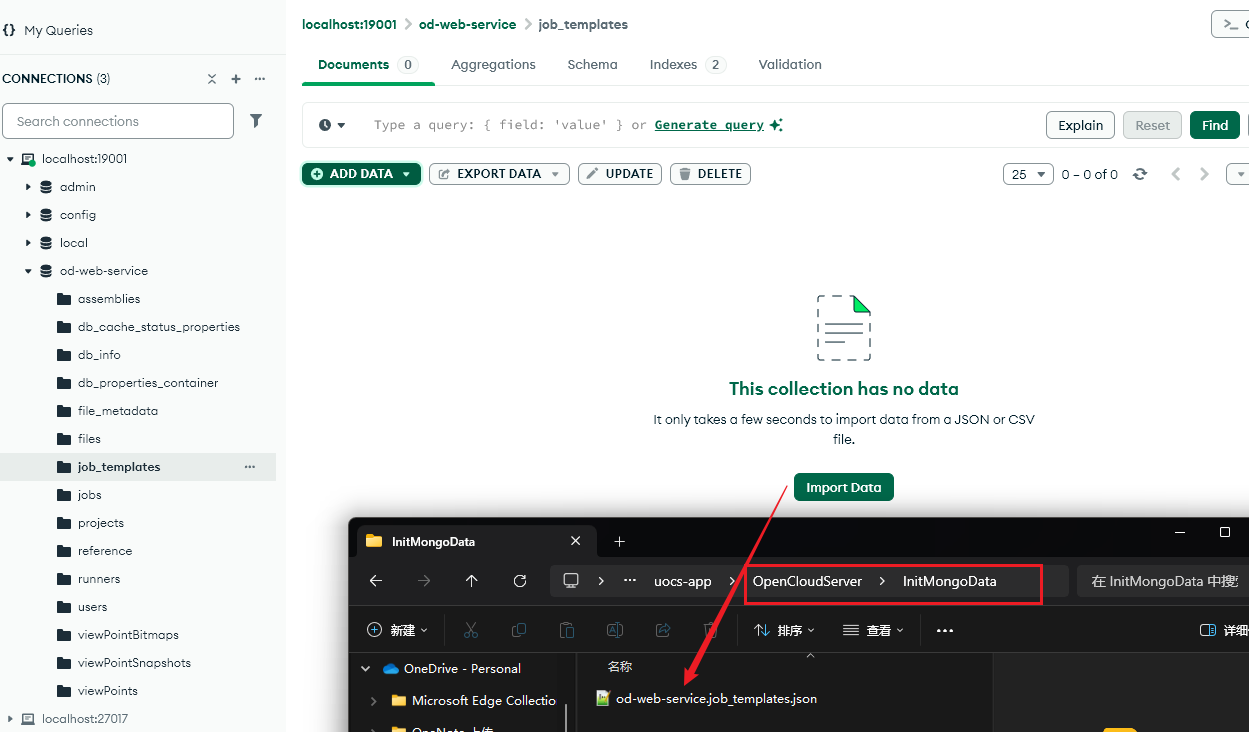 {} My Queries
CONNECTIONS (3)
Search connections
localhost:19001
admin
config
local
od-web-service
assemblies
db_cache_status_properties
db_info
db_properties_container
file_metadata
files
job_templates
jobs
projects
reference
runners
users
viewPointBitmaps
viewPointSnapshots
viewPoints
localhost:27017
localhost:19001 > od-web-service > job_templates
Documents 0 Aggregations Schema Indexes 2 Validation
Type a query: { field: 'value' } or Generate query
Explain Reset Find
ADD DATA EXPORT DATA UPDATE DELETE
25 0 – 0 of 0
This collection has no data
It only takes a few seconds to import data from a JSON or CSV
file.
Import Data
InitMongoData
uocs-app > OpenCloudServer > InitMongoData
在 InitMongoData 中搜
新建 排序 查看 ... 详细
OneDrive - Personal
名称
Microsoft Edge Collectio
od-web-service.job_templates.json